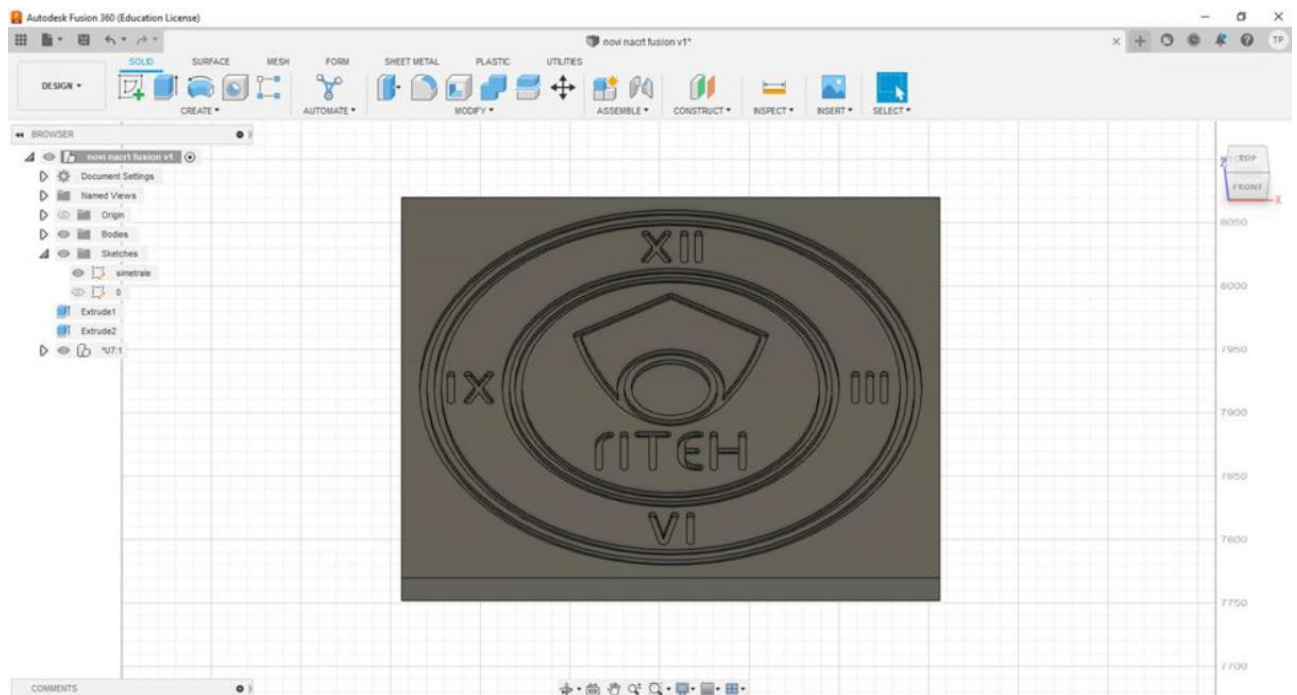 Autodesk Fusion 360 (Education License)
novi nacrt fusion v1*
TP
SOLID SURFACE MESH FORM SHEET METAL PLASTIC UTILITIES
DESIGN
CREATE AUTOMATE MODIFY ASSEMBLE CONSTRUCT INSPECT INSERT SELECT
BROWSER
novi nacrt fusion v1
Document Settings
Named Views
Origin
Bodies
Sketches
simetrale
0
Extrude1
Extrude2
TOP
FRONT
Z
X
XII
IX
III
RITEH
VI
8050
8000
7950
7900
7850
7800
7750
7700
COMMENTS